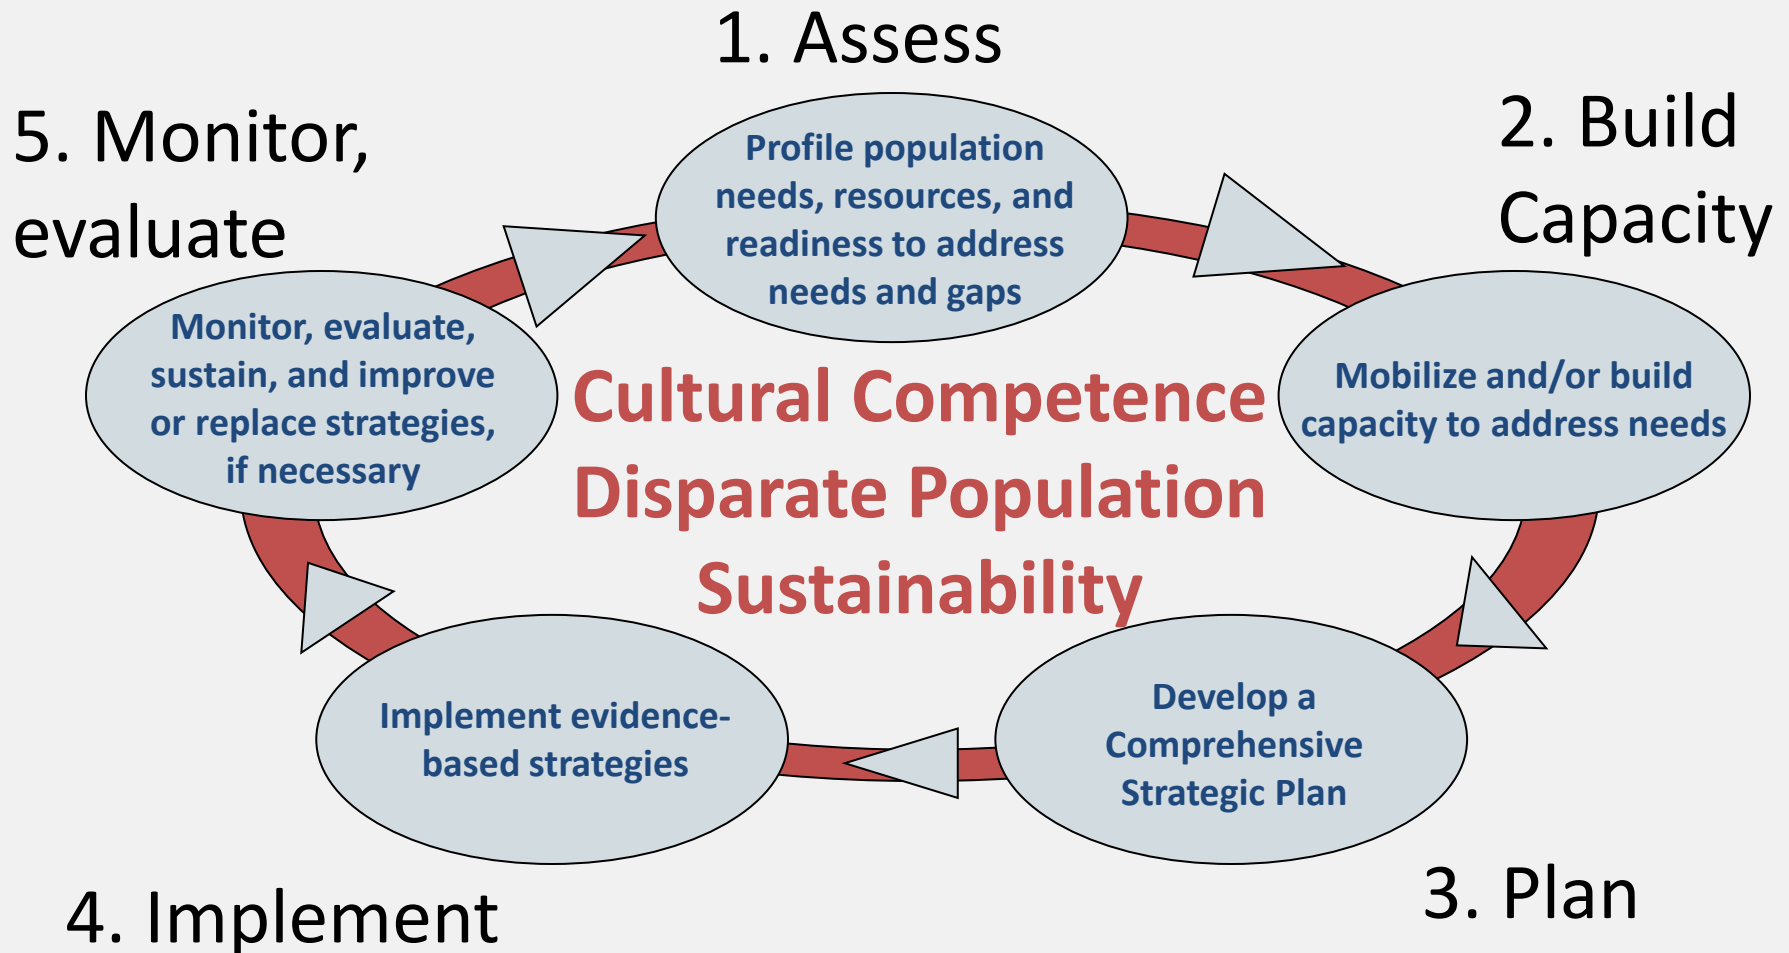 1. Assess
Profile population
needs, resources, and
readiness to address
needs and gaps
2. Build
Capacity
Mobilize and/or build
capacity to address needs
3. Plan
Develop a
Comprehensive
Strategic Plan
4. Implement
Implement evidence-
based strategies
5. Monitor,
evaluate
Monitor, evaluate,
sustain, and improve
or replace strategies,
if necessary
Cultural Competence
Disparate Population
Sustainability